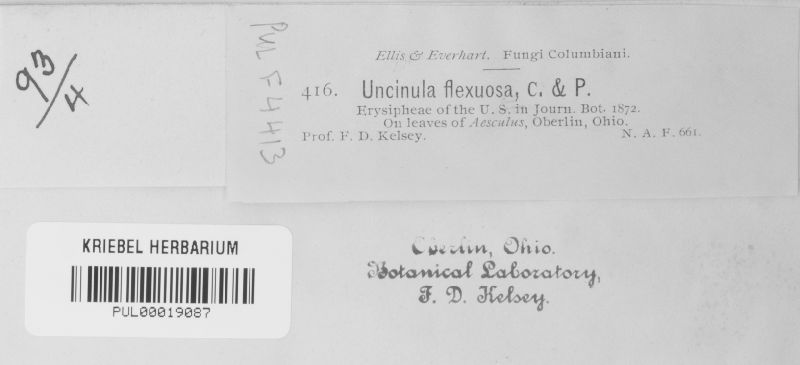 93/4
PUL F4413
Ellis & Everhart. Fungi Columbiani.
416. Uncinula flexuosa, C. & P.
Erysipheae of the U. S. in Journ. Bot. 1872.
On leaves of Aesculus, Oberlin, Ohio.
Prof. F. D. Kelsey. N. A. F. 661.
KRIEBEL HERBARIUM
PUL00019087
Oberlin, Ohio.
Botanical Laboratory,
F. D. Kelsey.